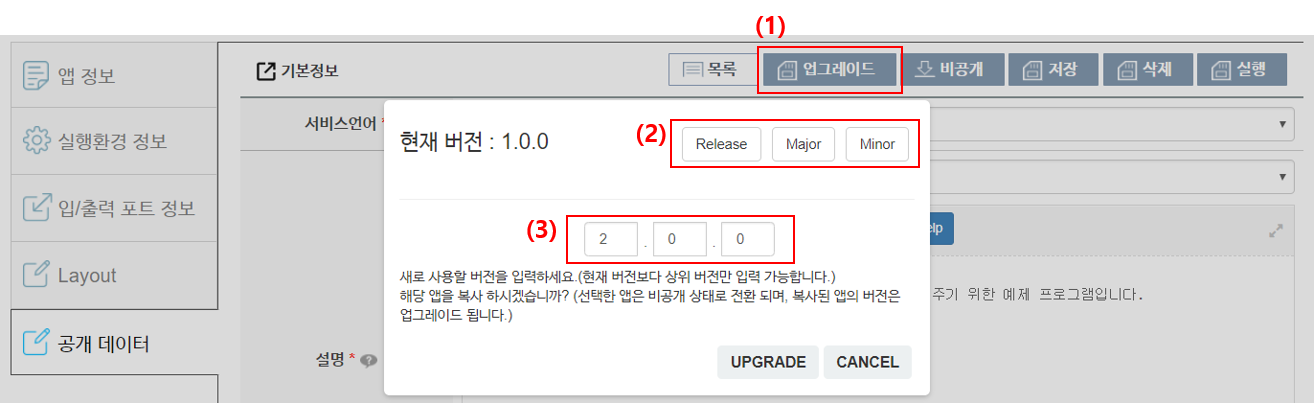 (1)
앱 정보
기본정보
목록
업그레이드
비공개
저장
삭제
실행
서비스언어 *
실행환경 정보
현재 버전 : 1.0.0
(2)
Release
Major
Minor
입/출력 포트 정보
(3)
2 . 0 . 0
elp
Layout
새로 사용할 버전을 입력하세요.(현재 버전보다 상위 버전만 입력 가능합니다.)
해당 앱을 복사 하시겠습니까? (선택한 앱은 비공개 상태로 전환 되며, 복사된 앱의 버전은
업그레이드 됩니다.)
주기 위한 예제 프로그램입니다.
공개 데이터
설명 *
UPGRADE
CANCEL